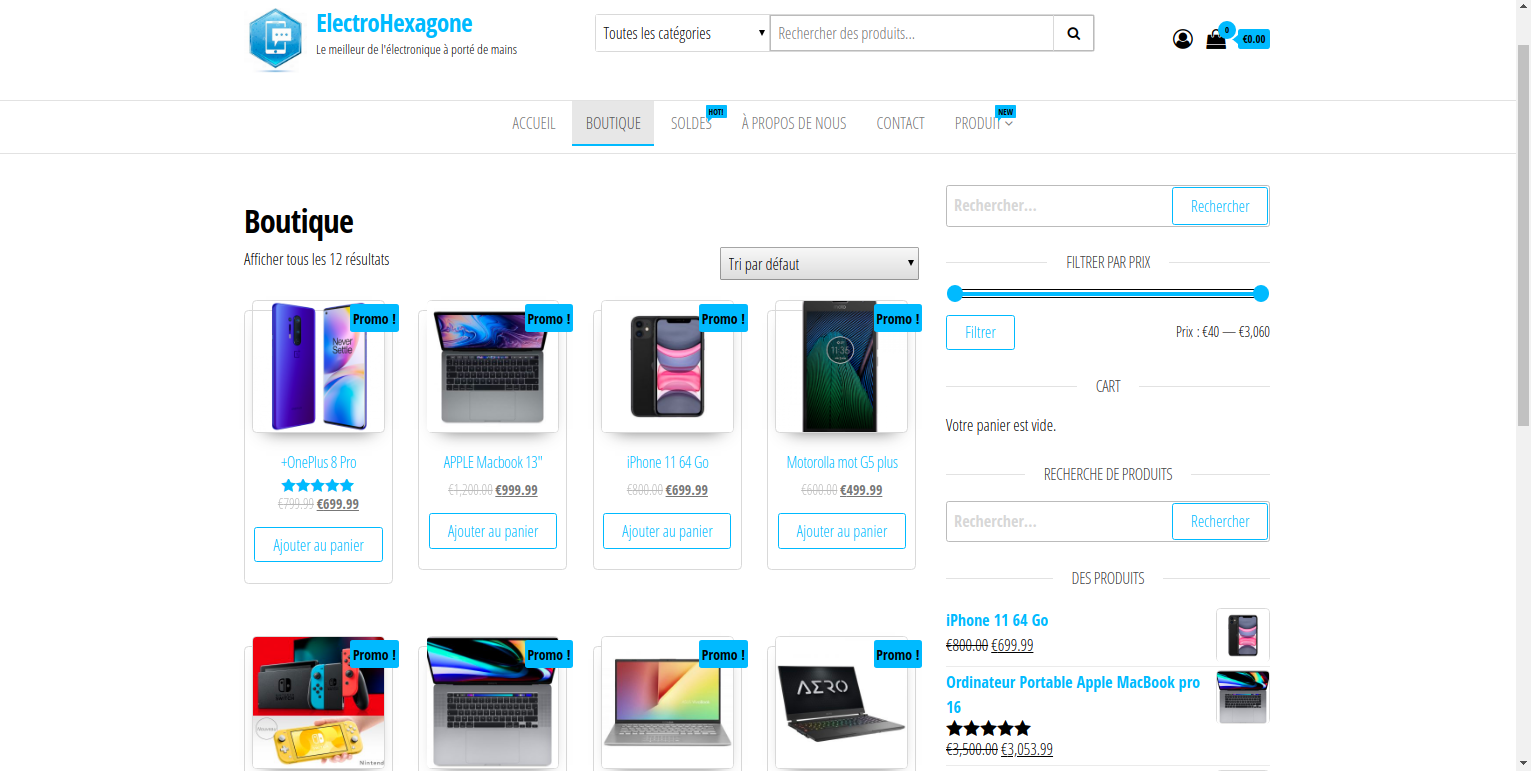 ElectroHexagone
Le meilleur de l'électronique à porté de mains
Toutes les catégories
Rechercher des produits...
0
€0.00
ACCUEIL
BOUTIQUE
SOLDES
HOT!
À PROPOS DE NOUS
CONTACT
PRODUIT
NEW
Boutique
Afficher tous les 12 résultats
Tri par défaut
Promo !
Promo !
Promo !
Promo !
Never
Settle
11:35
+OnePlus 8 Pro
€799.99 €699.99
Ajouter au panier
APPLE Macbook 13"
€1,200.00 €999.99
Ajouter au panier
iPhone 11 64 Go
€800.00 €699.99
Ajouter au panier
Motorolla mot G5 plus
€600.00 €499.99
Ajouter au panier
Promo !
Promo !
Promo !
Promo !
AERO
Rechercher...
Rechercher
FILTRER PAR PRIX
Filtrer
Prix : €40 — €3,060
CART
Votre panier est vide.
RECHERCHE DE PRODUITS
Rechercher...
Rechercher
DES PRODUITS
iPhone 11 64 Go
€800.00 €699.99
Ordinateur Portable Apple MacBook pro
16
€3,500.00 €3,053.99